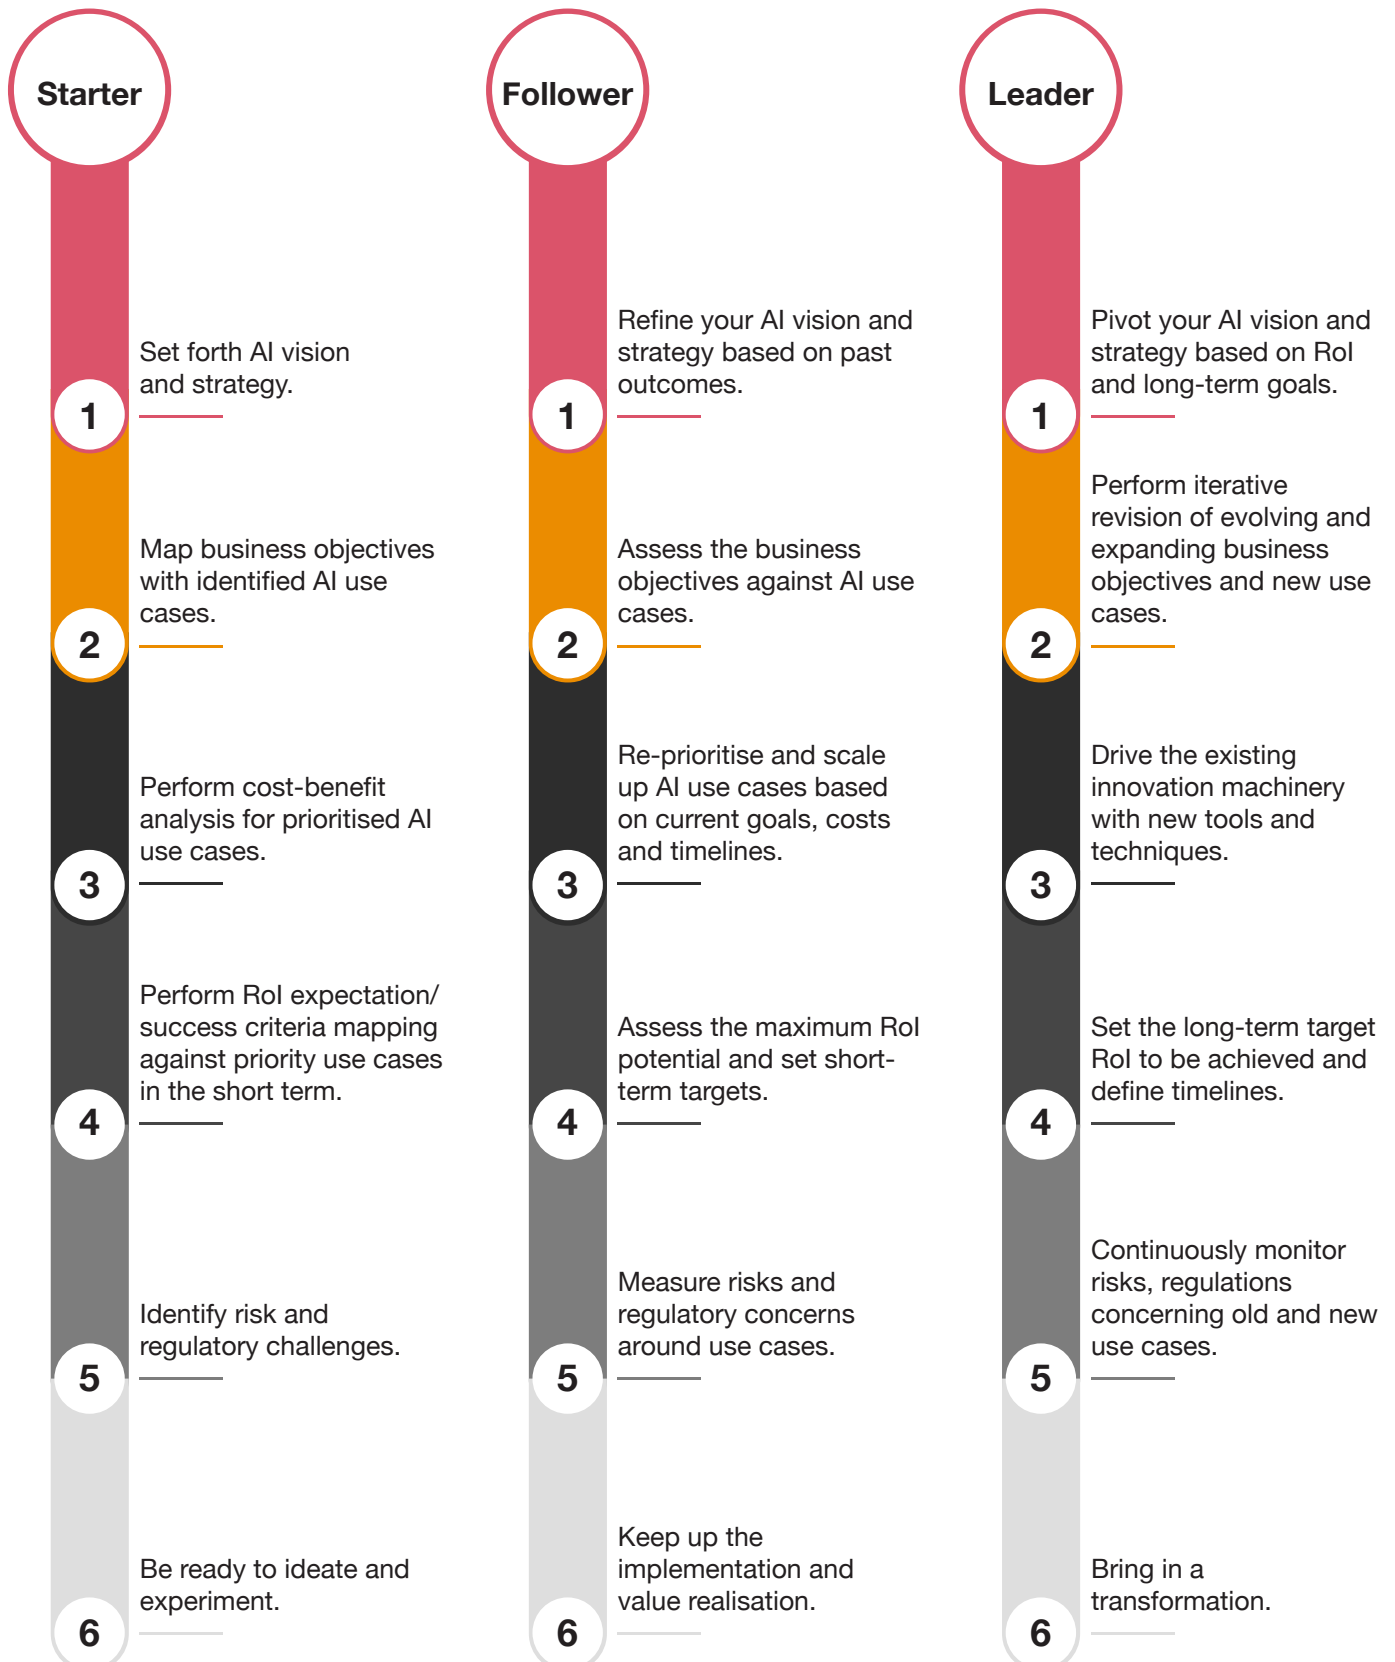 Starter
Set forth AI vision
and strategy.
1
Map business objectives
with identified AI use
cases.
2
Perform cost-benefit
analysis for prioritised AI
use cases.
3
Perform RoI expectation/
success criteria mapping
against priority use cases
in the short term.
4
Identify risk and
regulatory challenges.
5
Be ready to ideate and
experiment.
6
Follower
Refine your AI vision and
strategy based on past
outcomes.
1
Assess the business
objectives against AI use
cases.
2
Re-prioritise and scale
up AI use cases based
on current goals, costs
and timelines.
3
Assess the maximum RoI
potential and set short-
term targets.
4
Measure risks and
regulatory concerns
around use cases.
5
Keep up the
implementation and
value realisation.
6
Leader
Pivot your AI vision and
strategy based on RoI
and long-term goals.
1
Perform iterative
revision of evolving and
expanding business
objectives and new use
cases.
2
Drive the existing
innovation machinery
with new tools and
techniques.
3
Set the long-term target
RoI to be achieved and
define timelines.
4
Continuously monitor
risks, regulations
concerning old and new
use cases.
5
Bring in a
transformation.
6